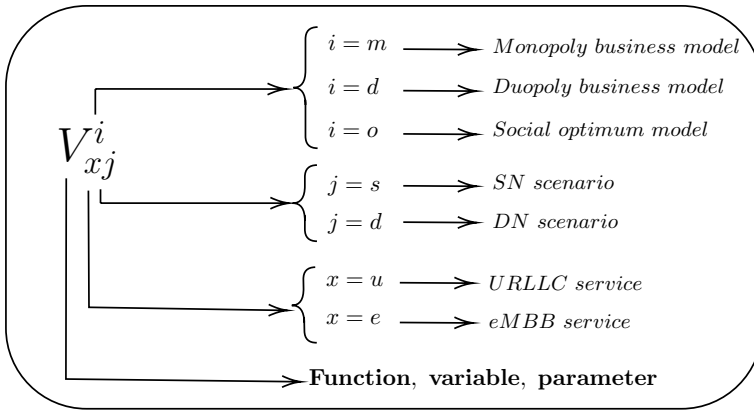 i = m Monopoly business model
i = d Duopoly business model
i = o Social optimum model
V^i_{xj}
j = s SN scenario
j = d DN scenario
x = u URLLC service
x = e eMBB service
Function, variable, parameter